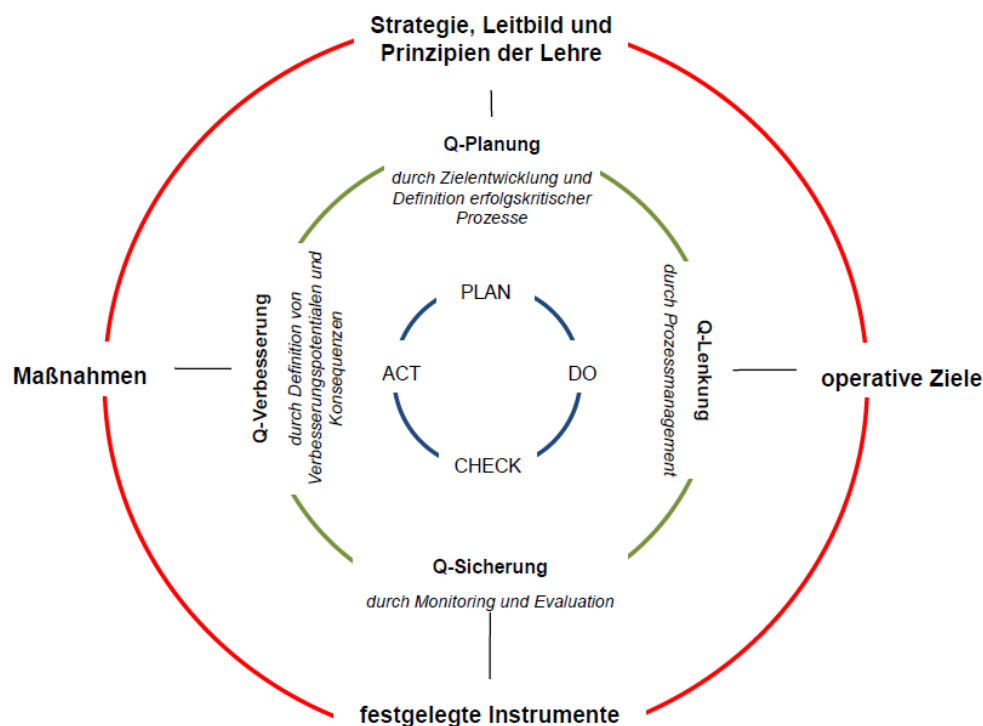 Strategie, Leitbild und
Prinzipien der Lehre
Q-Planung
durch Zielentwicklung und
Definition erfolgskritischer
Prozesse
PLAN
ACT
DO
CHECK
Maßnahmen
Q-Verbesserung
durch Definition von
Verbesserungspotentialen und
Konsequenzen
Q-Lenkung
durch Prozessmanagement
operative Ziele
Q-Sicherung
durch Monitoring und Evaluation
festgelegte Instrumente